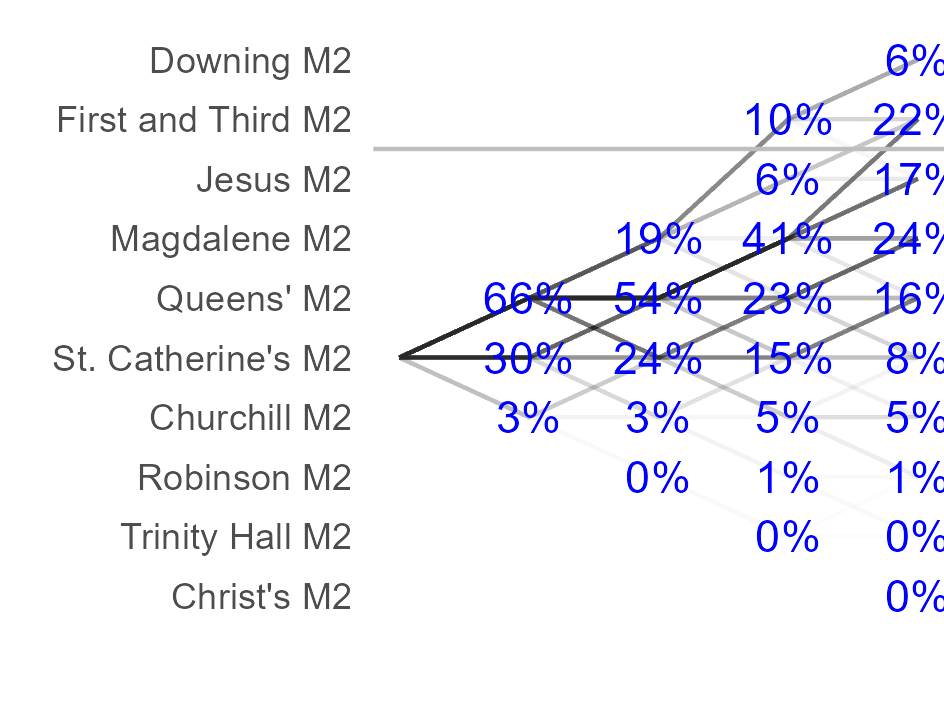 Downing M2 6%
First and Third M2 10% 22%
Jesus M2 6% 17%
Magdalene M2 19% 41% 24%
Queens' M2 66% 54% 23% 16%
St. Catherine's M2 30% 24% 15% 8%
Churchill M2 3% 3% 5% 5%
Robinson M2 0% 1% 1%
Trinity Hall M2 0% 0%
Christ's M2 0%